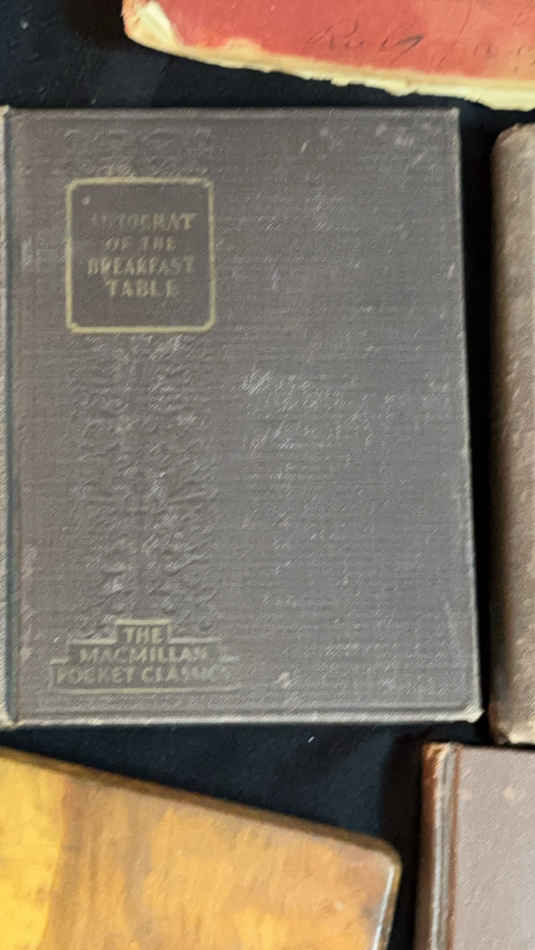 AUTOCRAT
OF THE
BREAKFAST
TABLE
THE
MACMILLAN
POCKET CLASSICS